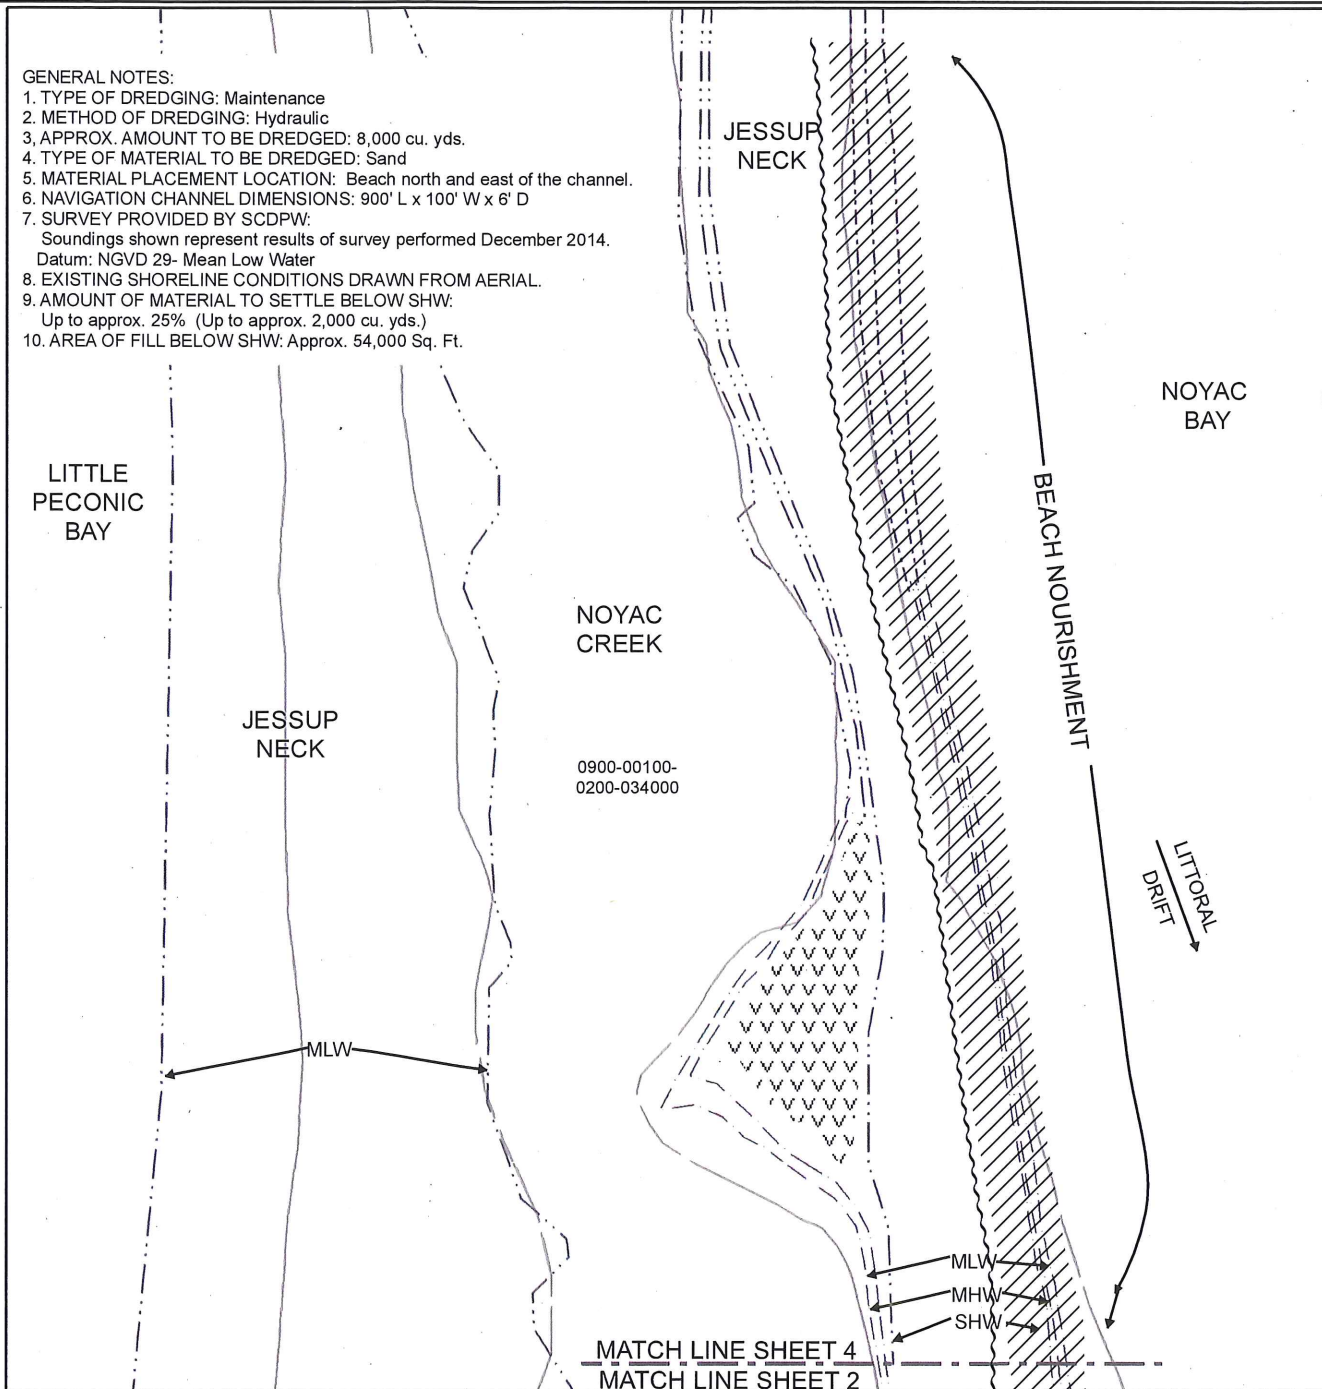 GENERAL NOTES:
1. TYPE OF DREDGING: Maintenance
2. METHOD OF DREDGING: Hydraulic
3, APPROX. AMOUNT TO BE DREDGED: 8,000 cu. yds.
4. TYPE OF MATERIAL TO BE DREDGED: Sand
5. MATERIAL PLACEMENT LOCATION: Beach north and east of the channel.
6. NAVIGATION CHANNEL DIMENSIONS: 900' L x 100' W x 6' D
7. SURVEY PROVIDED BY SCDPW:
Soundings shown represent results of survey performed December 2014.
Datum: NGVD 29- Mean Low Water
8. EXISTING SHORELINE CONDITIONS DRAWN FROM AERIAL.
9. AMOUNT OF MATERIAL TO SETTLE BELOW SHW:
Up to approx. 25% (Up to approx. 2,000 cu. yds.)
10. AREA OF FILL BELOW SHW: Approx. 54,000 Sq. Ft.
JESSUP
NECK
NOYAC
BAY
LITTLE
PECONIC
BAY
BEACH NOURISHMENT
NOYAC
CREEK
JESSUP
NECK
0900-00100-
0200-034000
LITTORAL
DRIFT
MLW
MLW
MHW
SHW
MATCH LINE SHEET 4
MATCH LINE SHEET 2